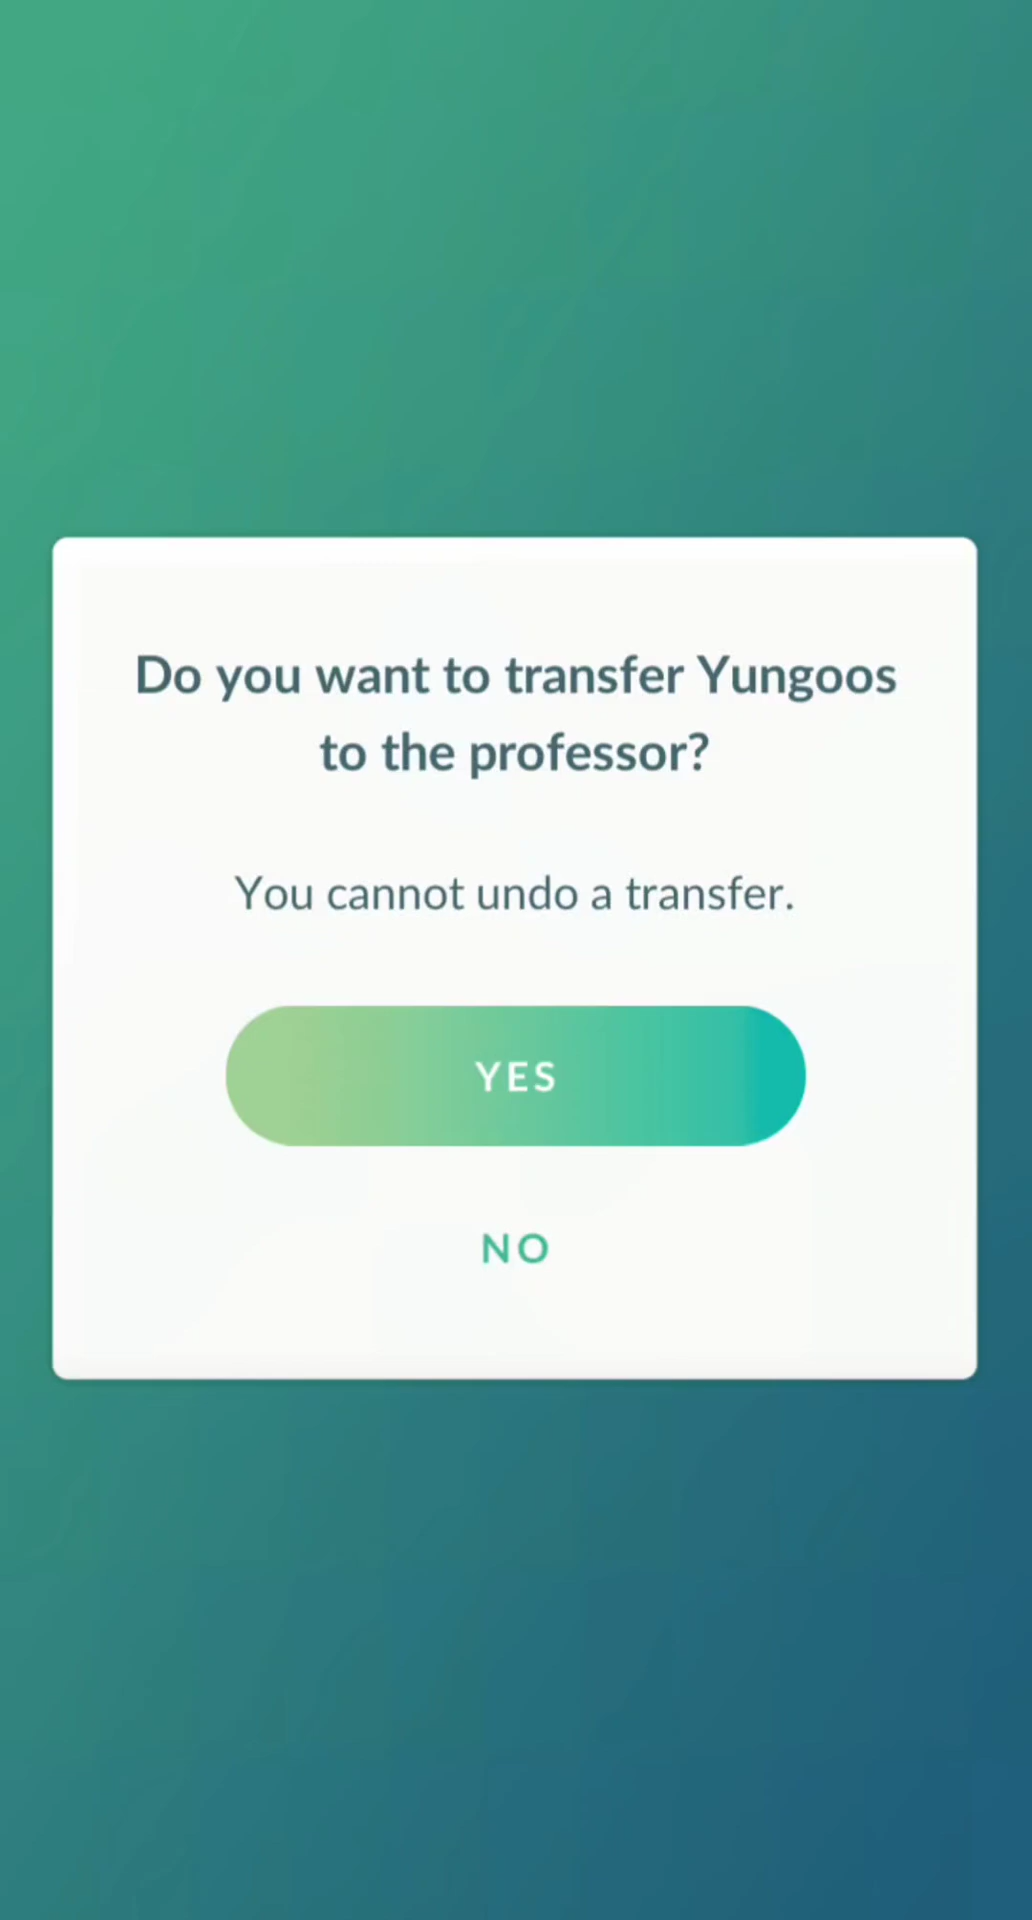 Do you want to transfer Yungoos
to the professor?
You cannot undo a transfer.
YES
NO